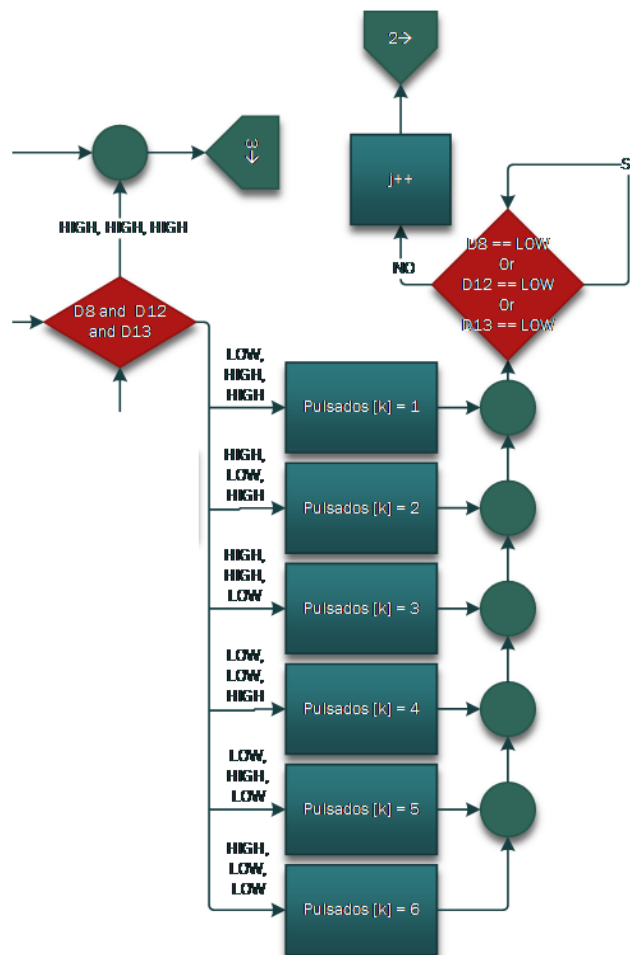 2→
3→
j++
S
HIGH, HIGH, HIGH
D8 == LOW
Or
D12 == LOW
Or
D13 == LOW
NO
D8 and D12
and D13
LOW,
HIGH,
HIGH
Pulsados [k] = 1
HIGH,
LOW,
HIGH
Pulsados [k] = 2
HIGH,
HIGH,
LOW
Pulsados [k] = 3
LOW,
LOW,
HIGH
Pulsados [k] = 4
LOW,
HIGH,
LOW
Pulsados [k] = 5
HIGH,
LOW,
LOW
Pulsados [k] = 6